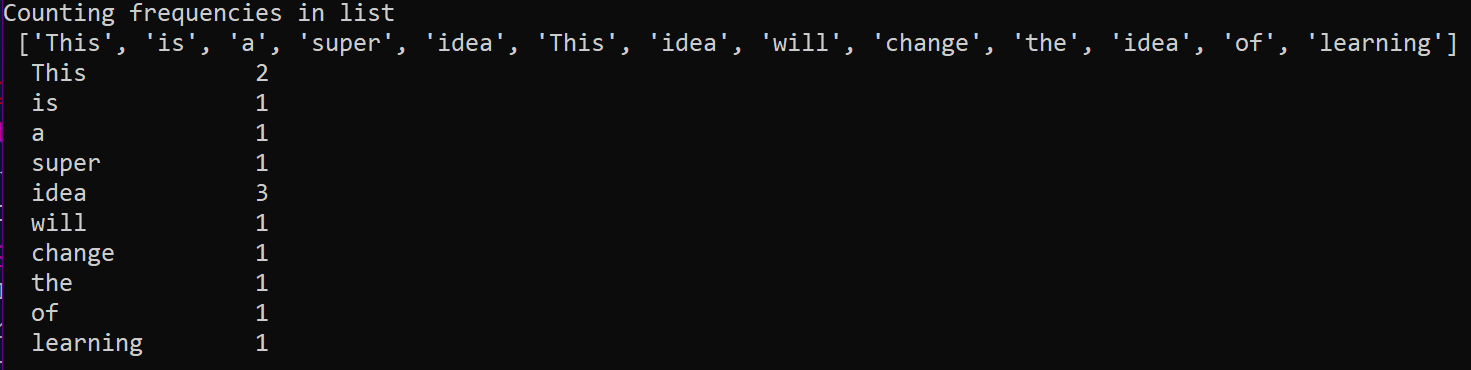 Counting frequencies in list
['This', 'is', 'a', 'super', 'idea', 'This', 'idea', 'will', 'change', 'the', 'idea', 'of', 'learning']
This 2
is 1
a 1
super 1
idea 3
will 1
change 1
the 1
of 1
learning 1